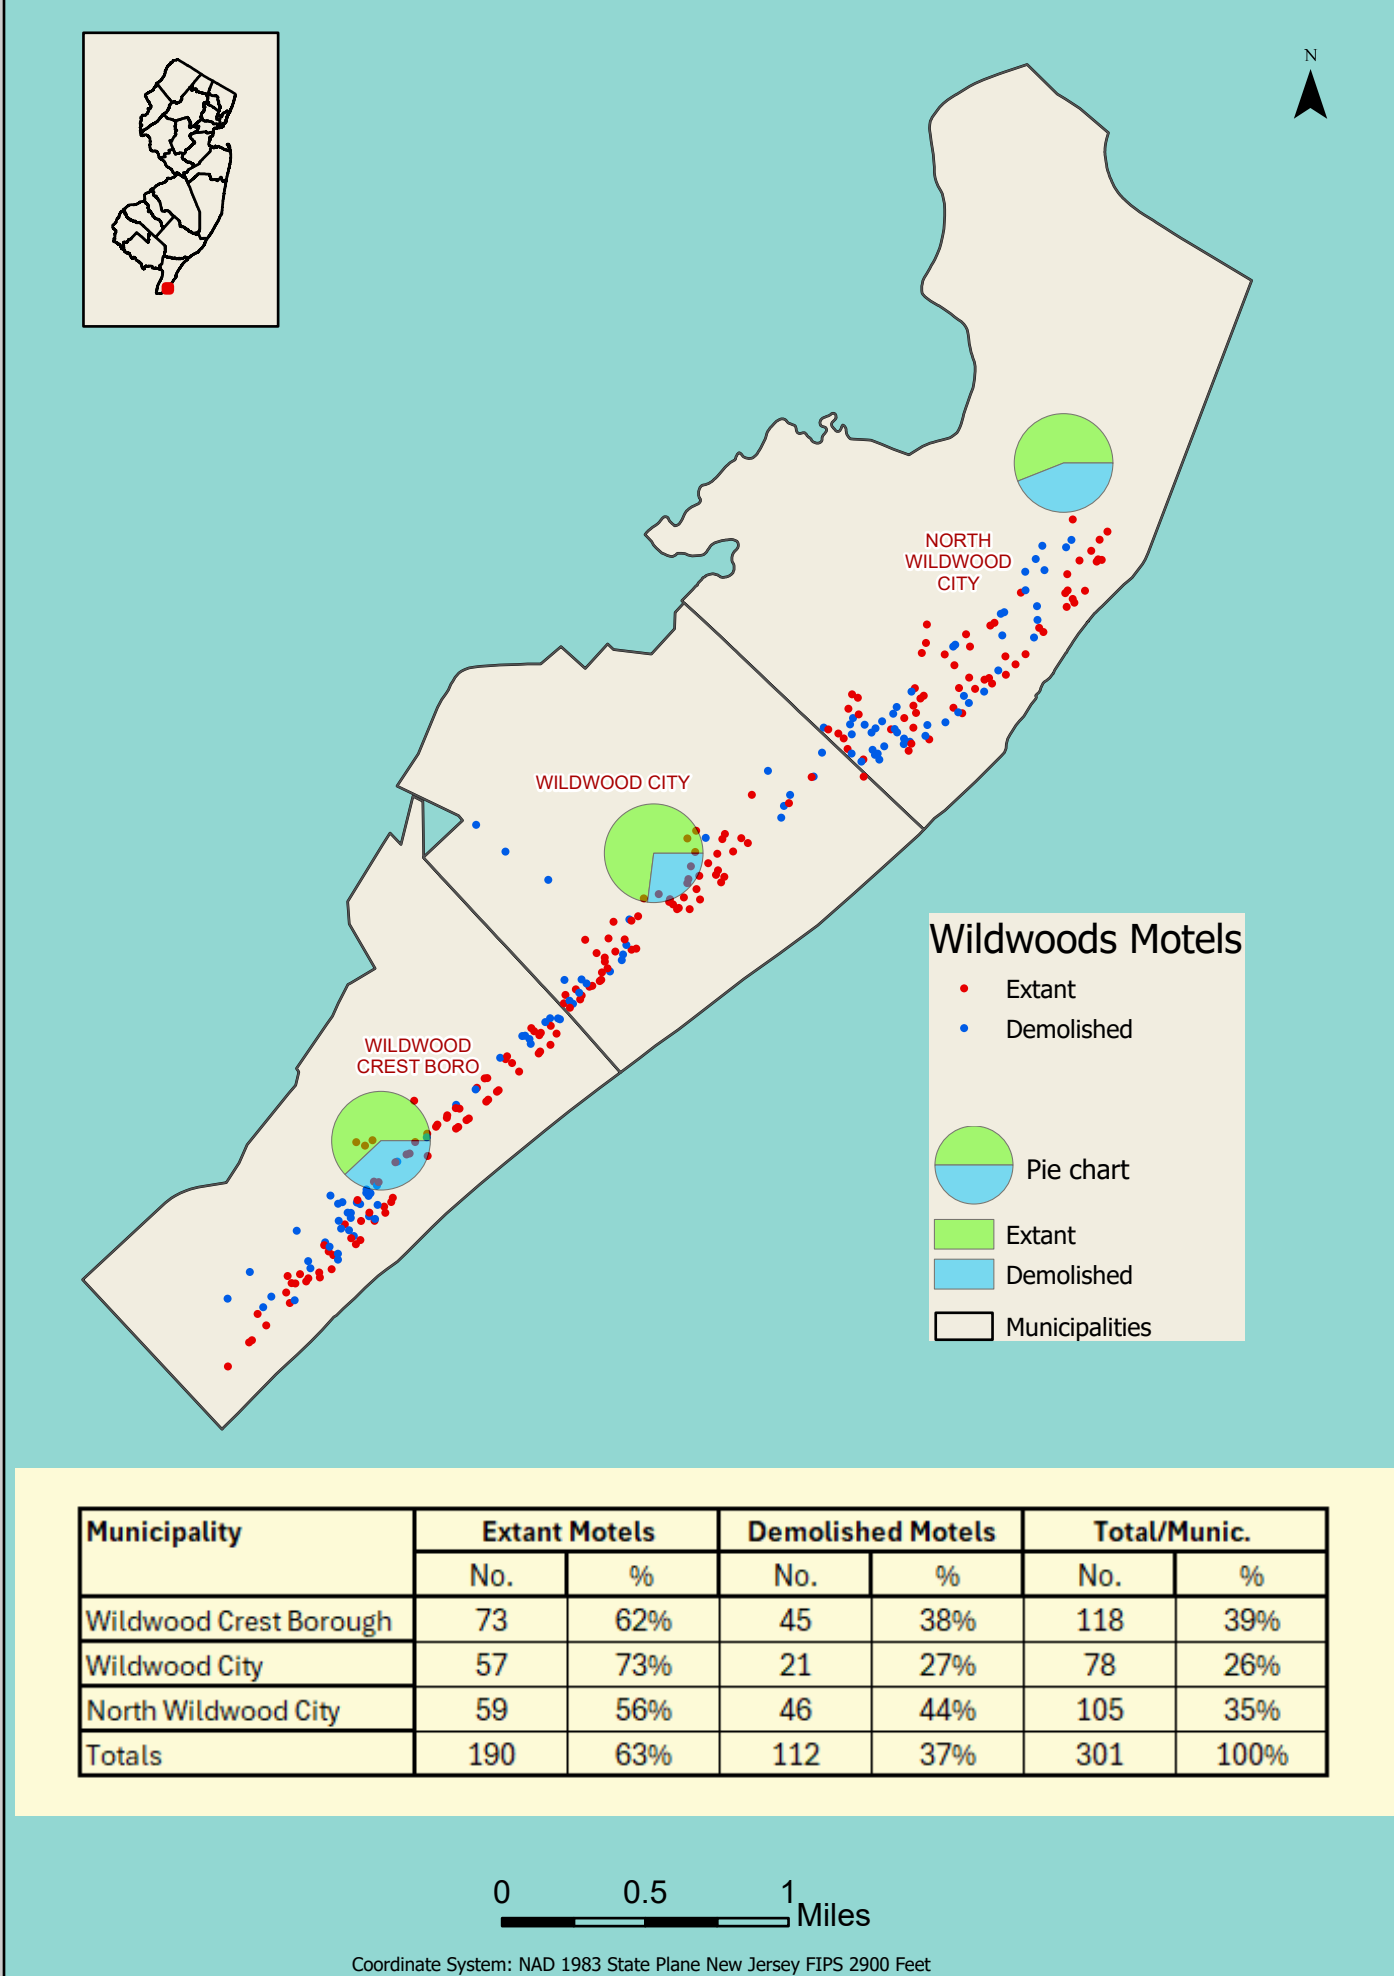 N
NORTH
WILDWOOD
CITY
WILDWOOD CITY
WILDWOOD
CREST BORO
Wildwoods Motels
Extant
Demolished
Pie chart
Extant
Demolished
Municipalities
Municipality Extant Motels Demolished Motels Total/Munic.
No. % No. % No. %
Wildwood Crest Borough 73 62% 45 38% 118 39%
Wildwood City 57 73% 21 27% 78 26%
North Wildwood City 59 56% 46 44% 105 35%
Totals 190 63% 112 37% 301 100%
0 0.5 1
Miles
Coordinate System: NAD 1983 State Plane New Jersey FIPS 2900 Feet